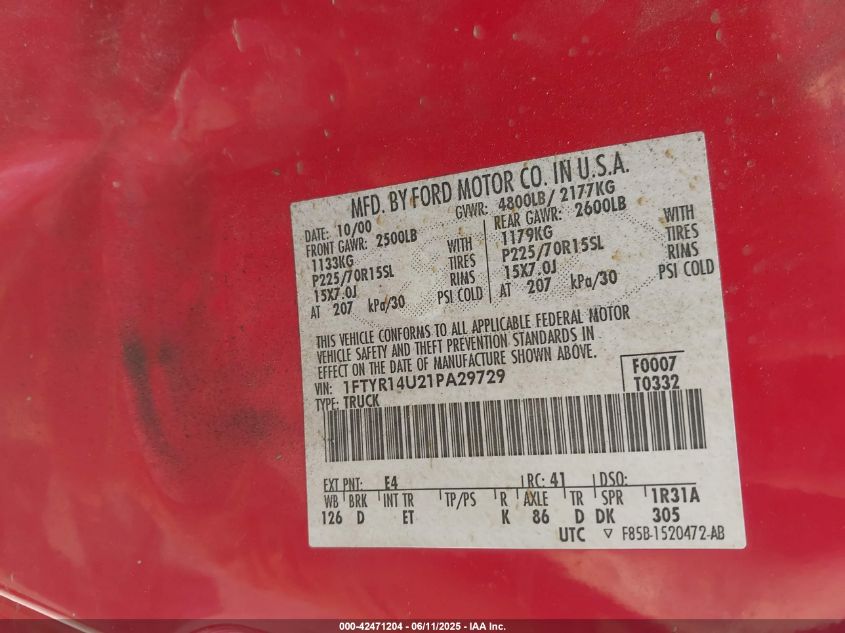 MFD. BY FORD MOTOR CO. IN U.S.A.
DATE: 10/00 GVWR: 4800LB/ 2177KG
FRONT GAWR: 2500LB REAR GAWR: 2600LB
1133KG WITH 1179KG WITH
P225/70R15SL TIRES P225/70R15SL TIRES
15X7.0J RIMS 15X7.0J RIMS
AT 207 kPa/30 PSI COLD AT 207 kPa/30 PSI COLD
THIS VEHICLE CONFORMS TO ALL APPLICABLE FEDERAL MOTOR
VEHICLE SAFETY AND THEFT PREVENTION STANDARDS IN
EFFECT ON THE DATE OF MANUFACTURE SHOWN ABOVE.
VIN: 1FTYR14U21PA29729 F0007
TYPE: TRUCK T0332
EXT PNT: E4 RC: 41 DSO:
WB BRK INT TR TP/PS R AXLE TR SPR 1R31A
126 D ET K 86 D DK 305
UTC ▽ F85B-1520472-AB
000-42471204 - 06/11/2025 - IAA Inc.